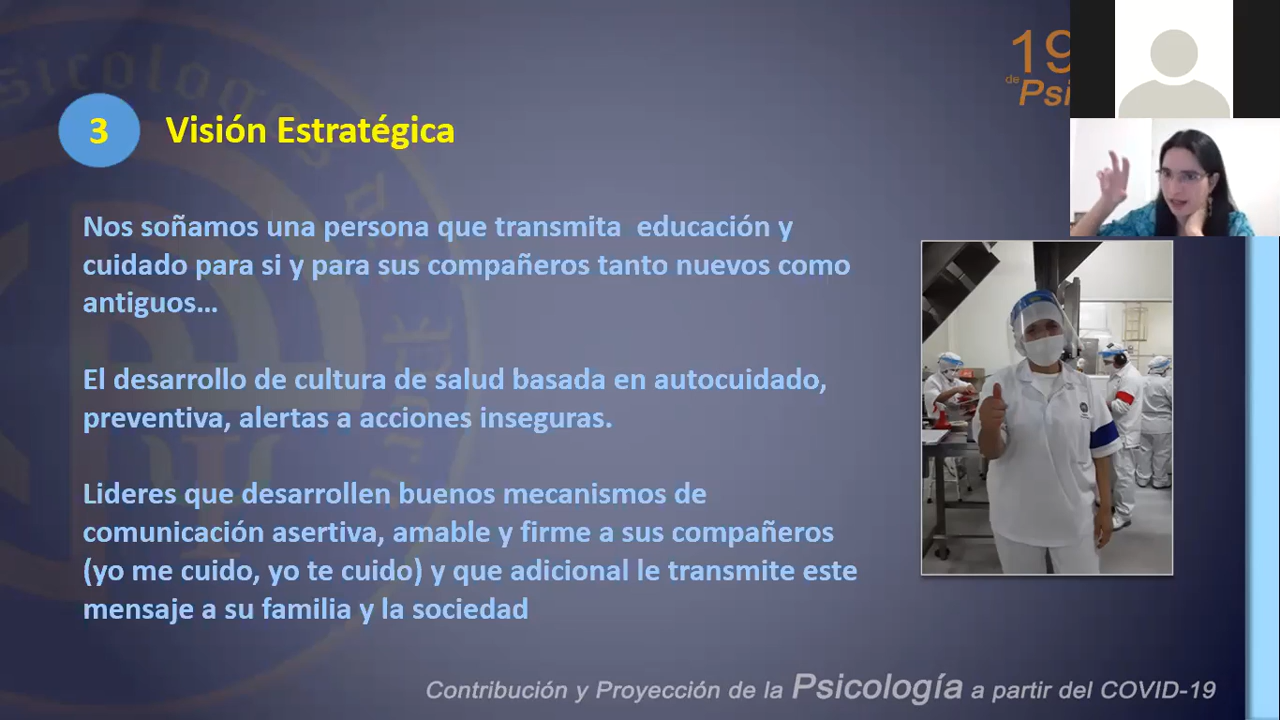 19
de
Psi
3
Visión Estratégica
Nos soñamos una persona que transmita educación y
cuidado para si y para sus compañeros tanto nuevos como
antiguos...
El desarrollo de cultura de salud basada en autocuidado,
preventiva, alertas a acciones inseguras.
Lideres que desarrollen buenos mecanismos de
comunicación asertiva, amable y firme a sus compañeros
(yo me cuido, yo te cuido) y que adicional le transmite este
mensaje a su familia y la sociedad
Contribución y Proyección de la Psicología a partir del COVID-19